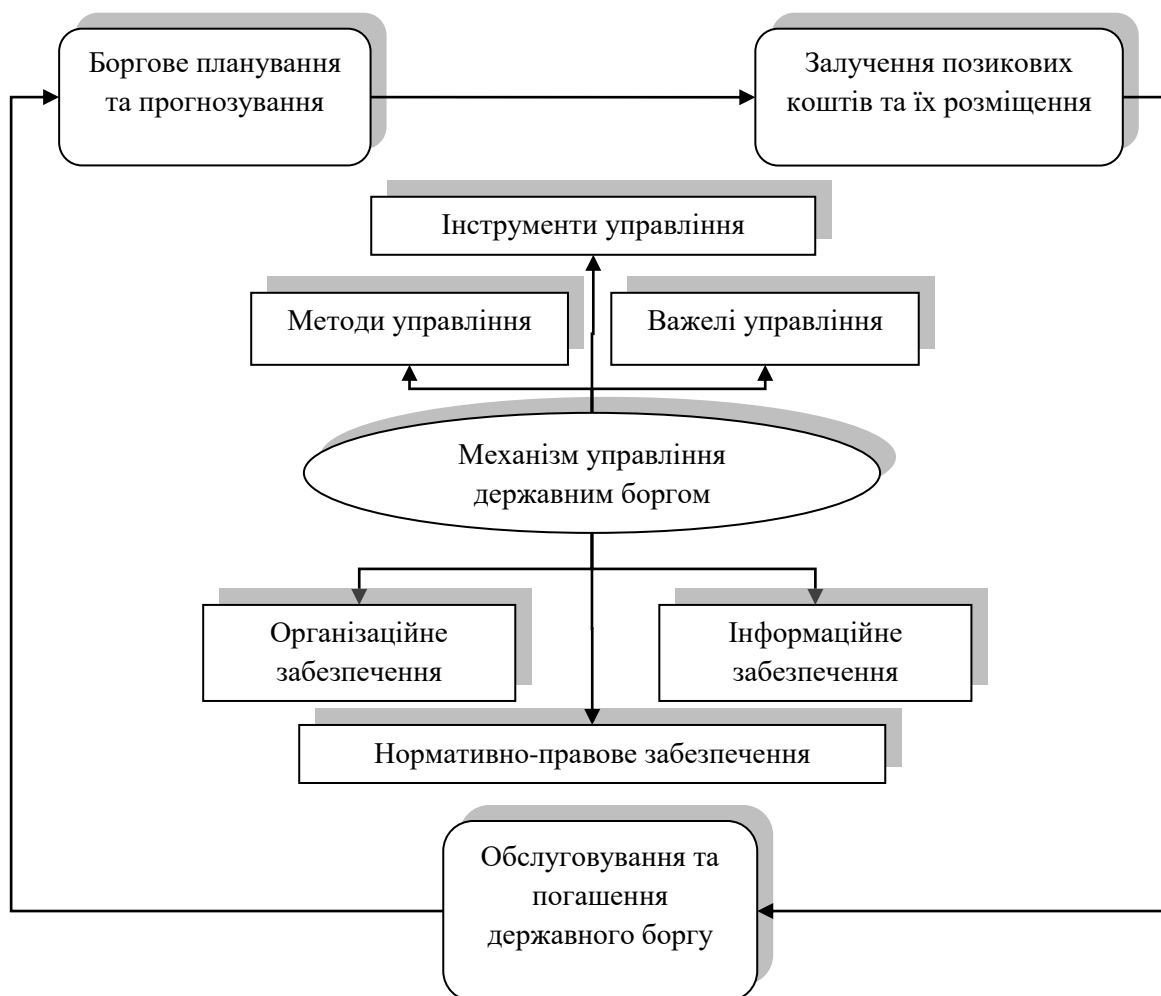 Боргове планування
та прогнозування
Залучення позикових
коштів та їх розміщення
Інструменти управління
Методи управління
Важелі управління
Механізм управління
державним боргом
Організаційне
забезпечення
Інформаційне
забезпечення
Нормативно-правове забезпечення
Обслуговування та
погашення
державного боргу